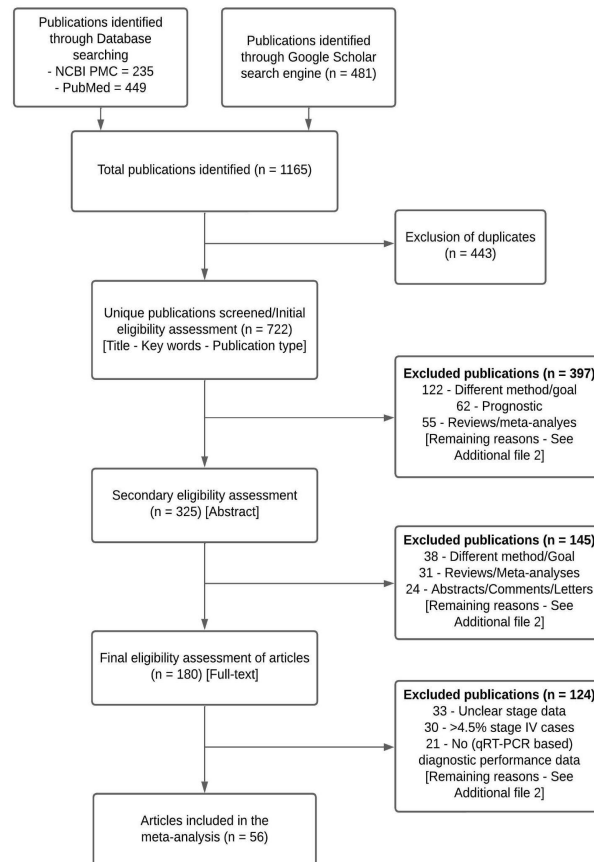 Publications identified
through Database
searching
- NCBI PMC = 235
- PubMed = 449
Publications identified
through Google Scholar
search engine (n = 481)
Total publications identified (n = 1165)
Exclusion of duplicates
(n = 443)
Unique publications screened/Initial
eligibility assessment (n = 722)
[Title - Key words - Publication type]
Excluded publications (n = 397)
122 - Different method/goal
62 - Prognostic
55 - Reviews/meta-analyes
[Remaining reasons - See
Additional file 2]
Secondary eligibility assessment
(n = 325) [Abstract]
Excluded publications (n = 145)
38 - Different method/Goal
31 - Reviews/Meta-analyses
24 - Abstracts/Comments/Letters
[Remaining reasons - See
Additional file 2]
Final eligibility assessment of articles
(n = 180) [Full-text]
Excluded publications (n = 124)
33 - Unclear stage data
30 - >4.5% stage IV cases
21 - No (qRT-PCR based)
diagnostic performance data
[Remaining reasons - See
Additional file 2]
Articles included in the
meta-analysis (n = 56)